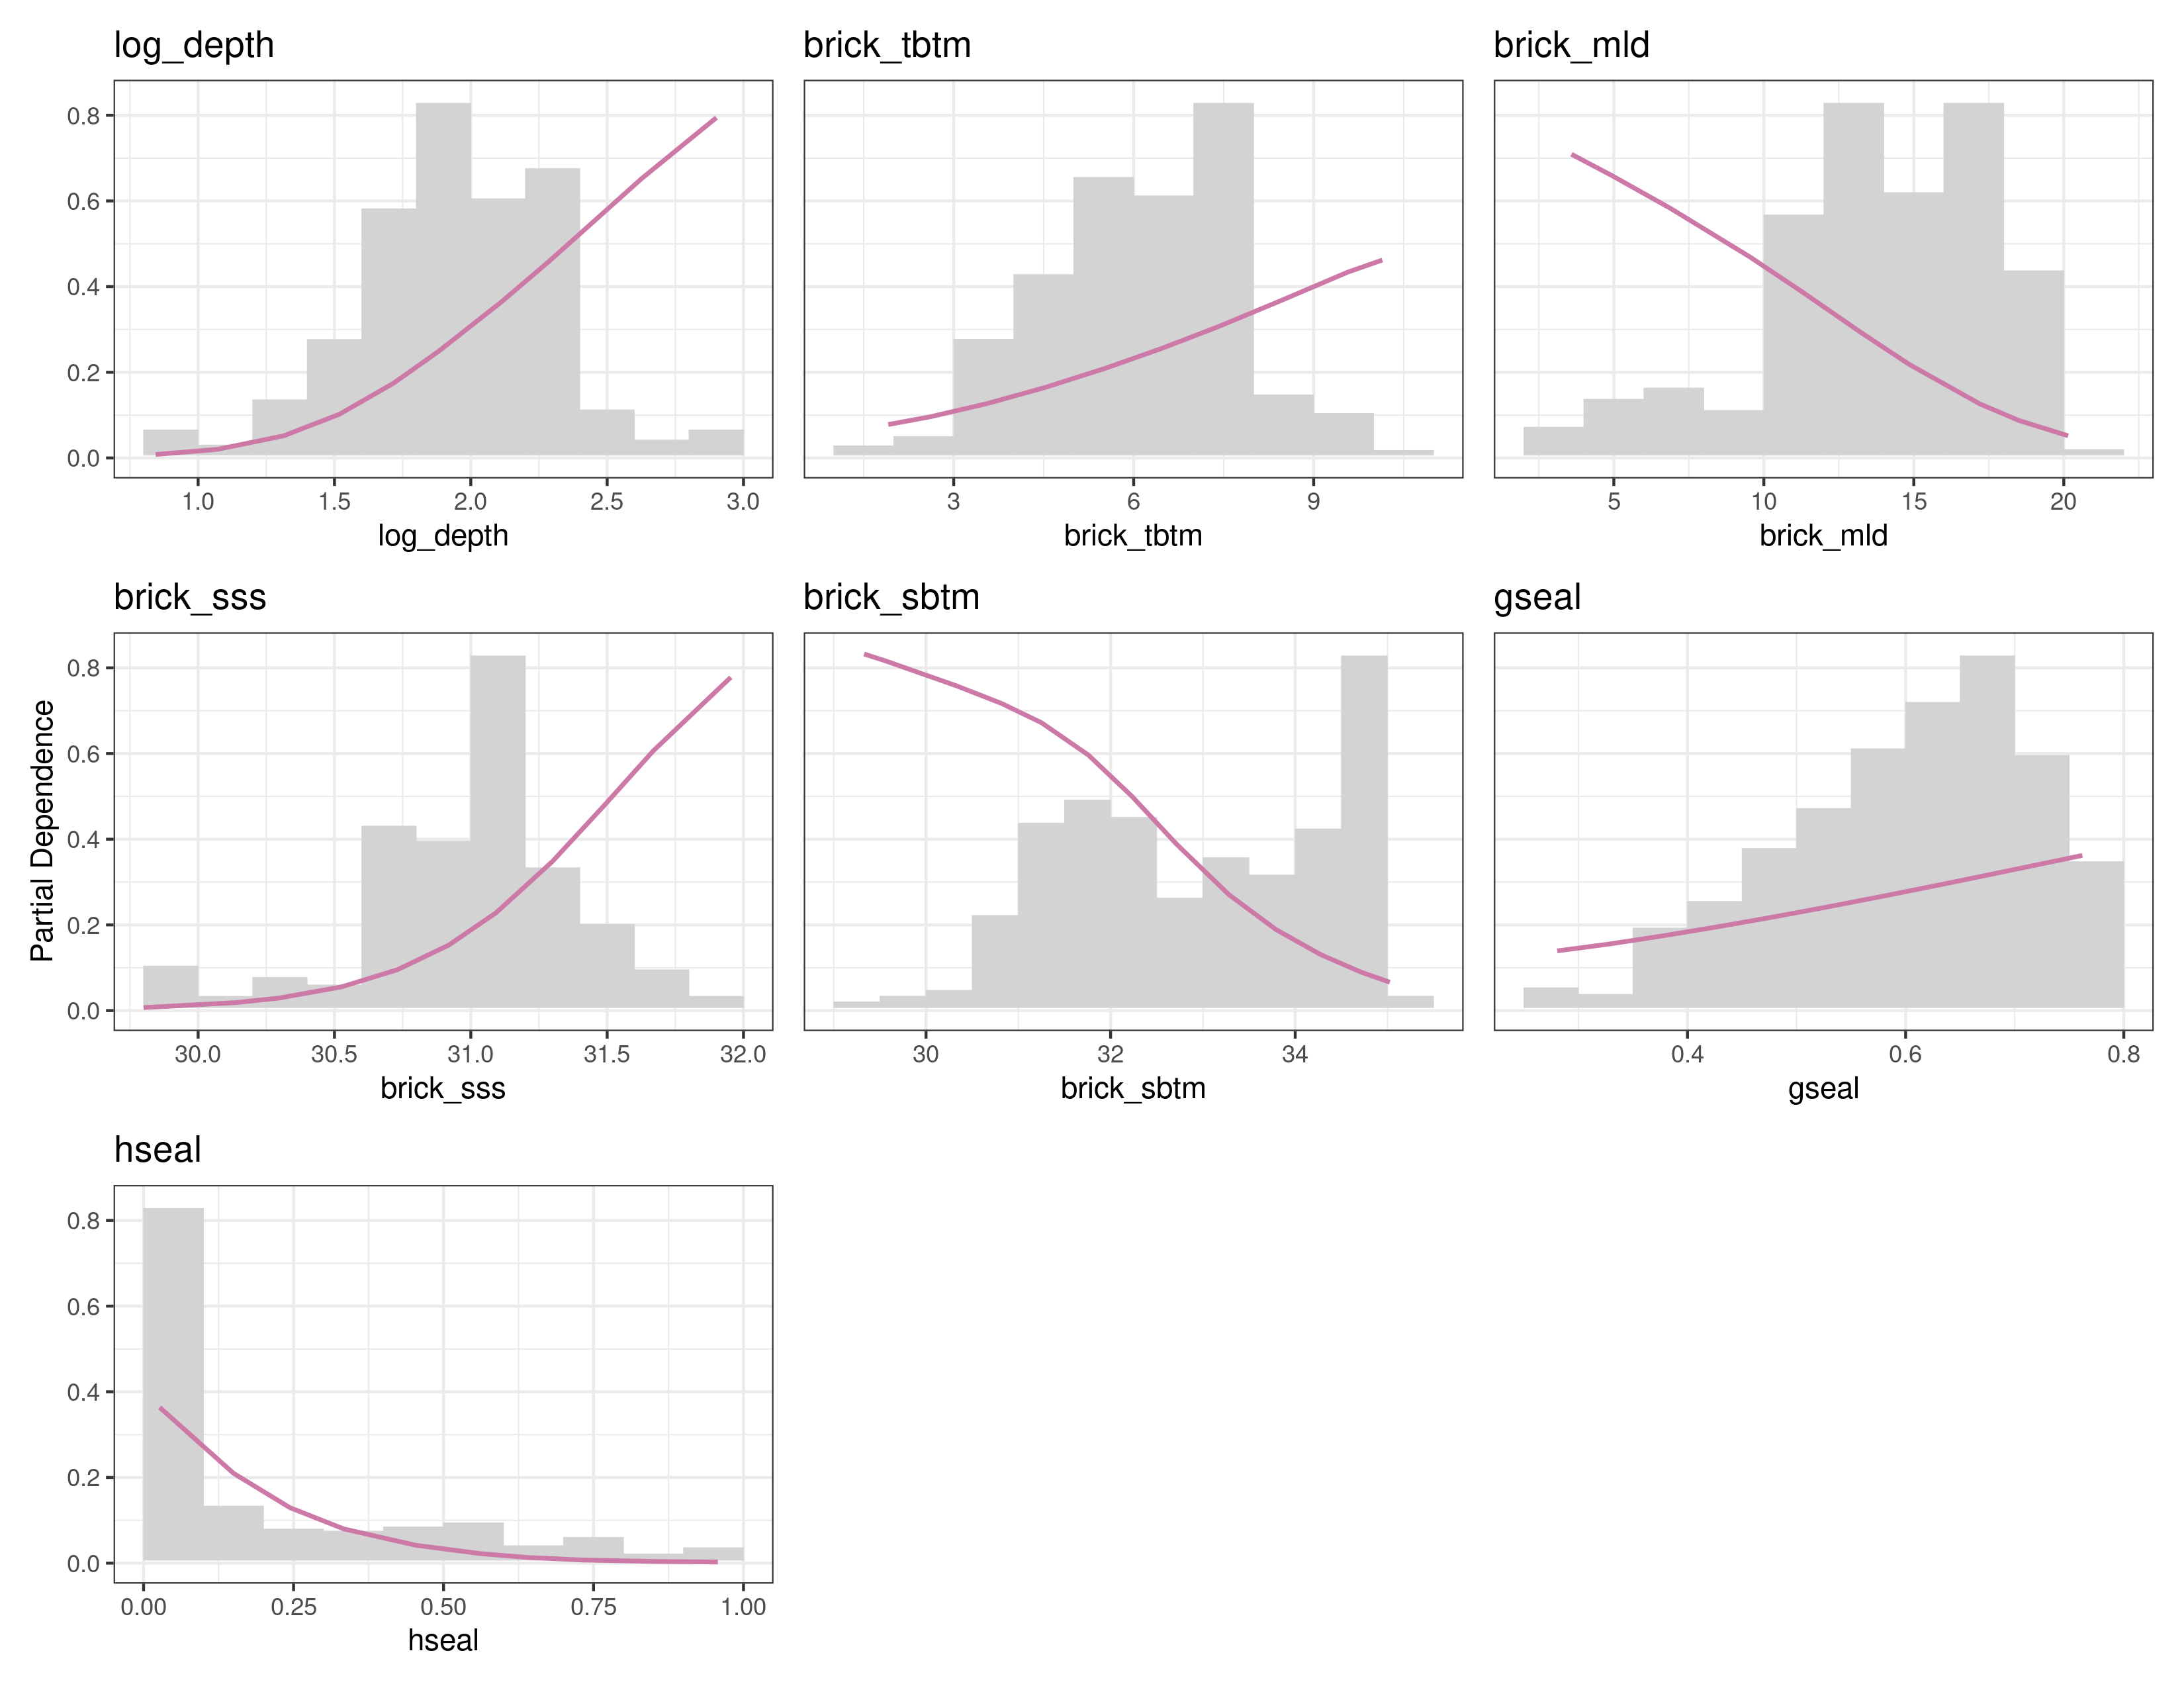 log_depth
brick_tbtm
brick_mld
0.8
0.6
0.4
0.2
0.0
1.0 1.5 2.0 2.5 3.0
3 6 9
5 10 15 20
log_depth
brick_tbtm
brick_mld
brick_sss
brick_sbtm
gseal
Partial Dependence
0.8
0.6
0.4
0.2
0.0
30.0 30.5 31.0 31.5 32.0
30 32 34
0.4 0.6 0.8
brick_sss
brick_sbtm
gseal
hseal
0.8
0.6
0.4
0.2
0.0
0.00 0.25 0.50 0.75 1.00
hseal